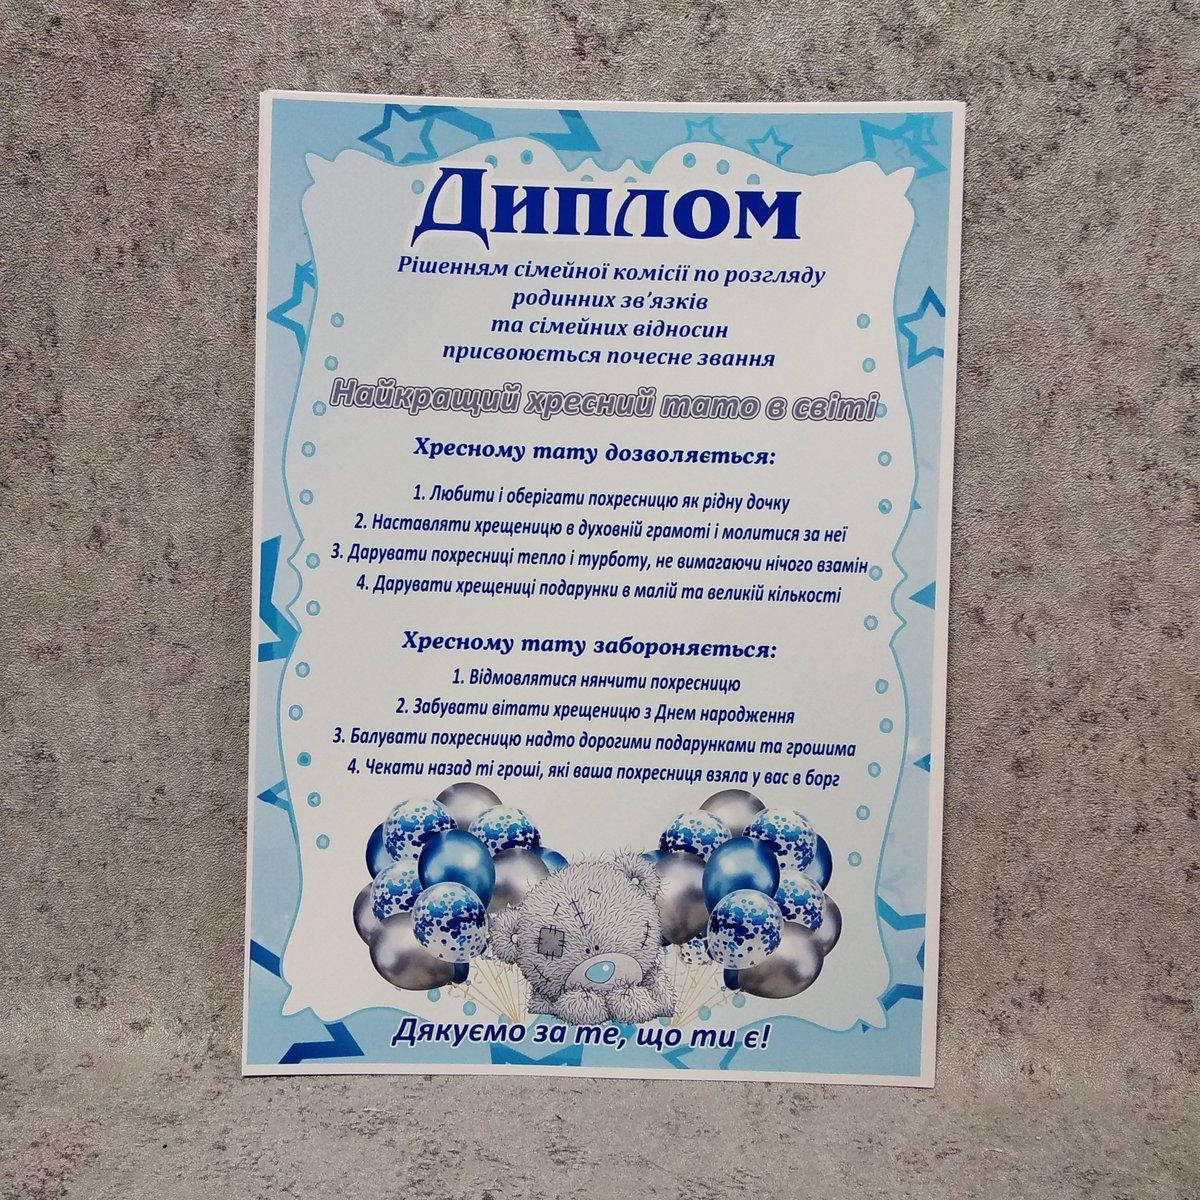 Диплом
Рішенням сімейної комісії по розгляду
родинних зв’язків
та сімейних відносин
присвоюється почесне звання
Найкращий хресний тато в світі
Хресному тату дозволяється:
1. Любити і оберігати похресницю як рідну дочку
2. Наставляти хрещеницю в духовній грамоті і молитися за неї
3. Дарувати похресниці тепло і турботу, не вимагаючи нічого взамін
4. Дарувати хрещениці подарунки в малій та великій кількості
Хресному тату забороняється:
1. Відмовлятися нянчити похресницю
2. Забувати вітати хрещеницю з Днем народження
3. Балувати похресницю надто дорогими подарунками та грошима
4. Чекати назад ті гроші, які ваша похресниця взяла у вас в борг
Дякуємо за те, що ти є!